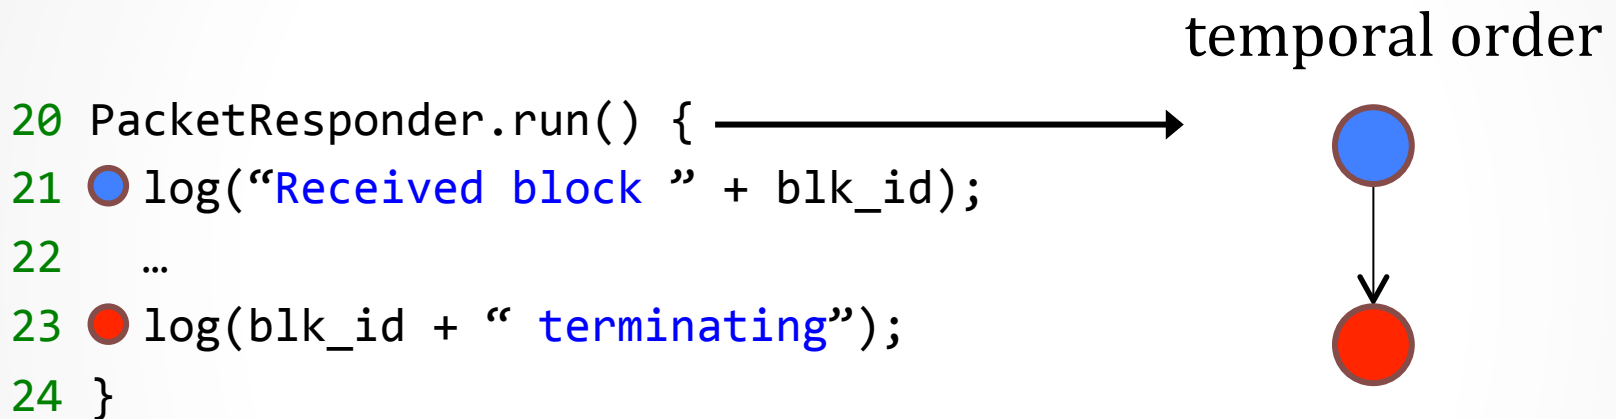 temporal order
20 PacketResponder.run() {
21 log(“Received block ” + blk_id);
22 …
23 log(blk_id + “ terminating”);
24 }